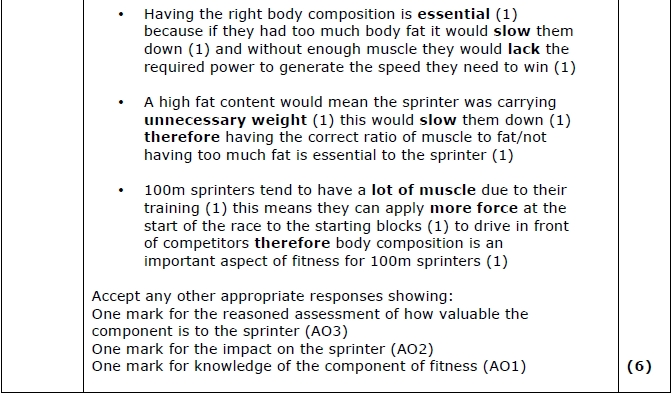 • Having the right body composition is essential (1)
because if they had too much body fat it would slow them
down (1) and without enough muscle they would lack the
required power to generate the speed they need to win (1)
• A high fat content would mean the sprinter was carrying
unnecessary weight (1) this would slow them down (1)
therefore having the correct ratio of muscle to fat/not
having too much fat is essential to the sprinter (1)
• 100m sprinters tend to have a lot of muscle due to their
training (1) this means they can apply more force at the
start of the race to the starting blocks (1) to drive in front
of competitors therefore body composition is an
important aspect of fitness for 100m sprinters (1)
Accept any other appropriate responses showing:
One mark for the reasoned assessment of how valuable the
component is to the sprinter (AO3)
One mark for the impact on the sprinter (AO2)
One mark for knowledge of the component of fitness (AO1)
(6)